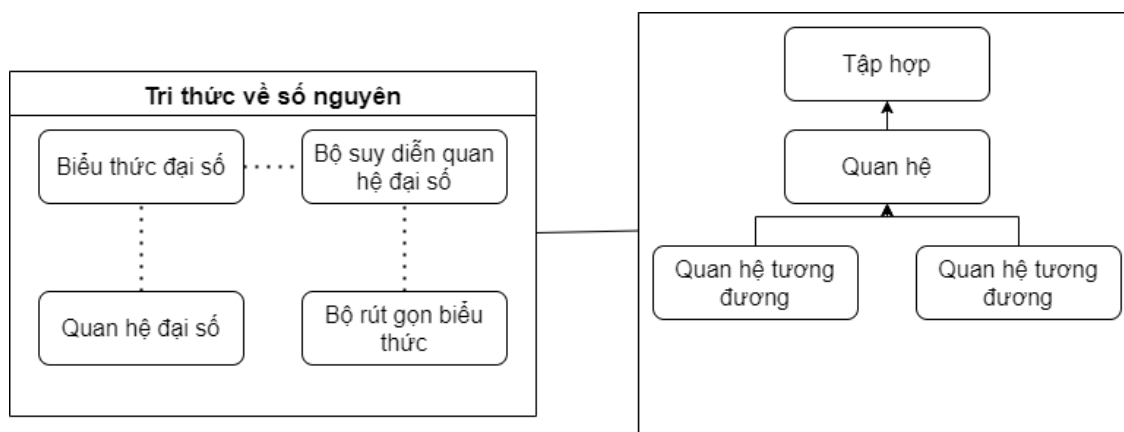 Tri thức về số nguyên
Biểu thức đại số
Bộ suy diễn quan
hệ đại số
Quan hệ đại số
Bộ rút gọn biểu
thức
Tập hợp
Quan hệ
Quan hệ tương
đương
Quan hệ tương
đương